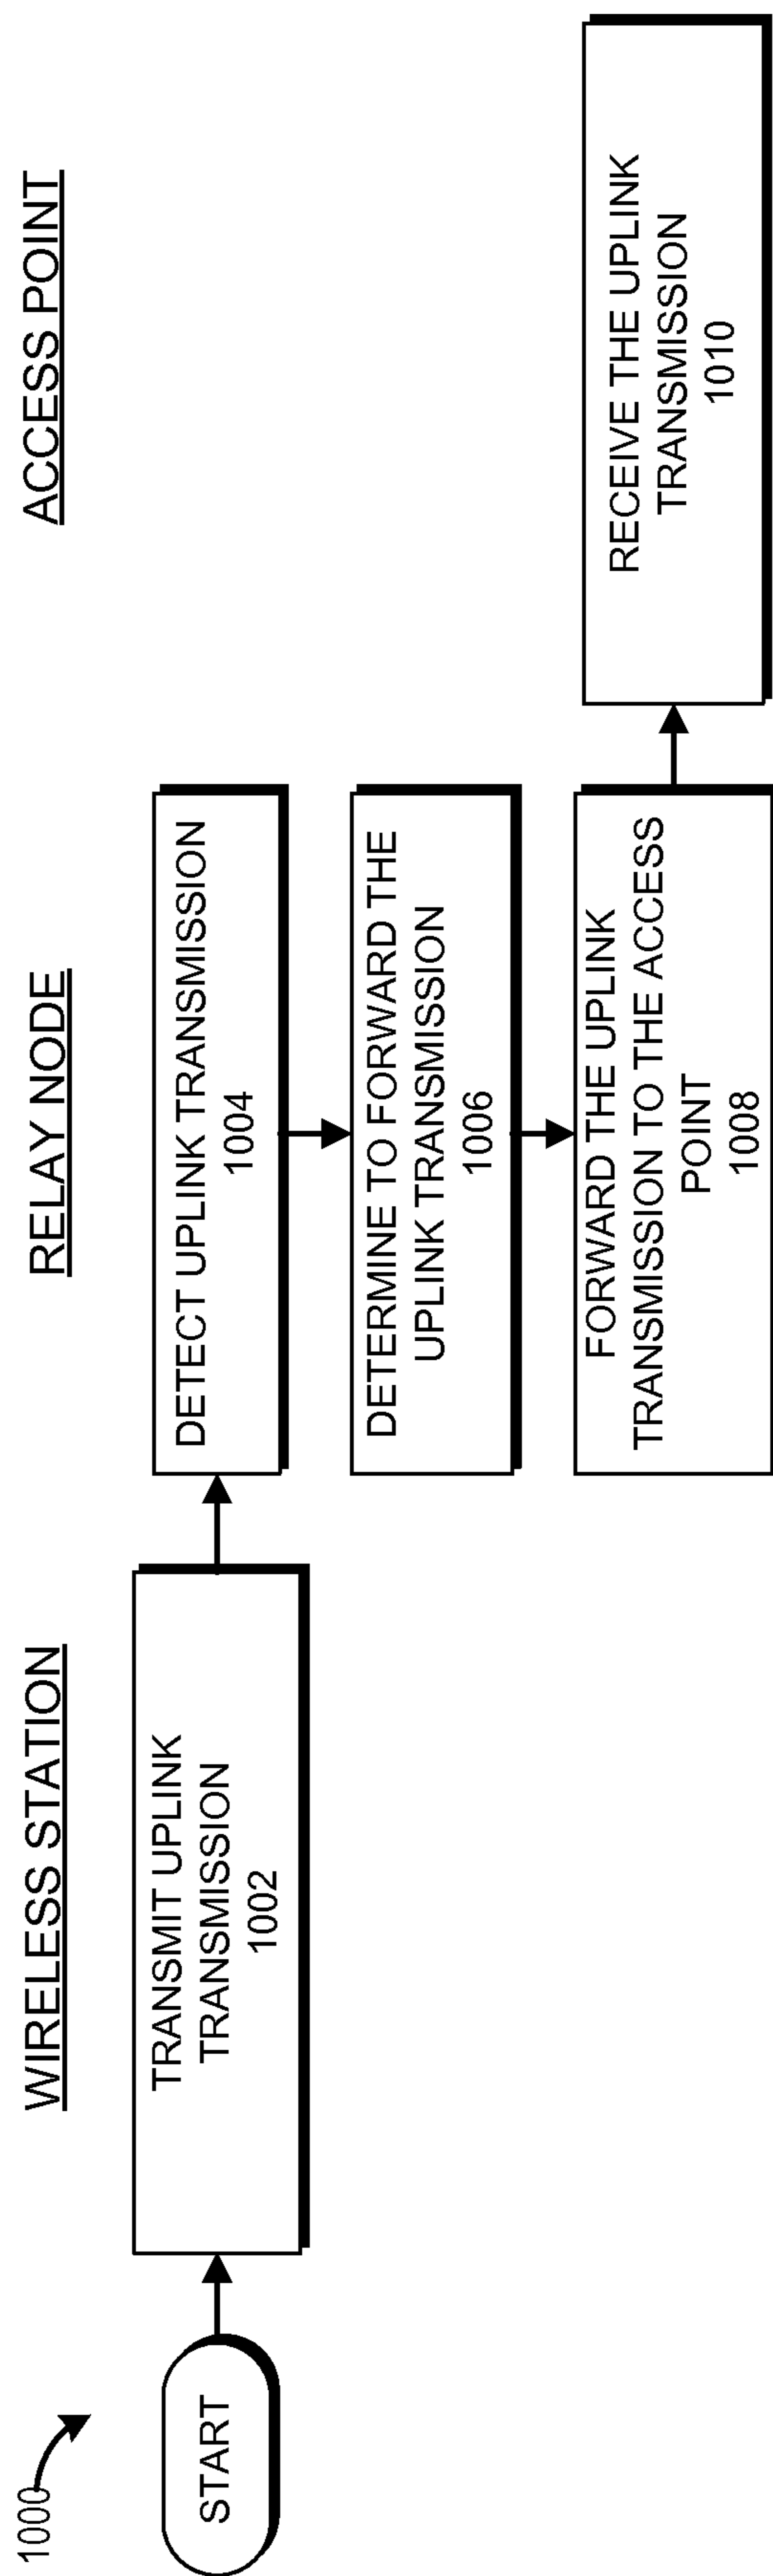 1000
WIRELESS STATION
RELAY NODE
ACCESS POINT
START
TRANSMIT UPLINK
TRANSMISSION
1002
DETECT UPLINK TRANSMISSION
1004
DETERMINE TO FORWARD THE
UPLINK TRANSMISSION
1006
FORWARD THE UPLINK
TRANSMISSION TO THE ACCESS
POINT
1008
RECEIVE THE UPLINK
TRANSMISSION
1010